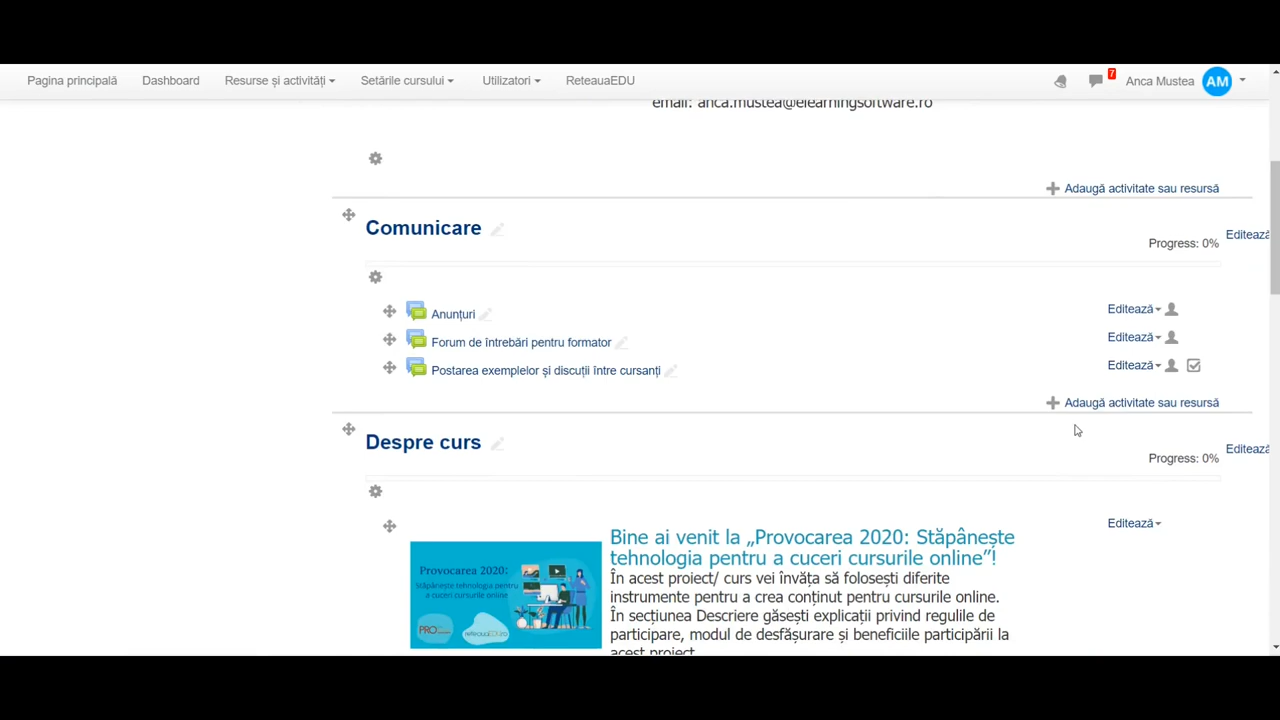 Pagina principală Dashboard Resurse și activități Setările cursului Utilizatori ReteauaEDU 7 Anca Mustea AM
email: anca.mustea@elearningsoftware.ro
Adaugă activitate sau resursă
Comunicare
Editează
Progress: 0%
Anunțuri Editează
Forum de întrebări pentru formator Editează
Postarea exemplelor și discuții între cursanți Editează
Adaugă activitate sau resursă
Despre curs
Editează
Progress: 0%
Editează
Bine ai venit la „Provocarea 2020: Stăpânește
tehnologia pentru a cuceri cursurile online”!
În acest proiect/ curs vei învăța să folosești diferite
instrumente pentru a crea conținut pentru cursurile online.
În secțiunea Descriere găsești explicații privind regulile de
participare, modul de desfășurare și beneficiile participării la
acest proiect.
Provocarea 2020:
Stăpânește tehnologia pentru
a cuceri cursurile online
PRO
reteauaEDU.ro